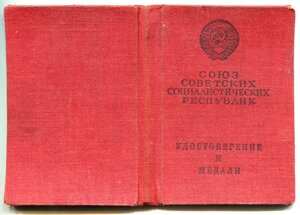 СОЮЗ
СОВЕТСКИХ
СОЦИАЛИСТИЧЕСКИХ
РЕСПУБЛИК
УДОСТОВЕРЕНИЕ
К
МЕДАЛИ